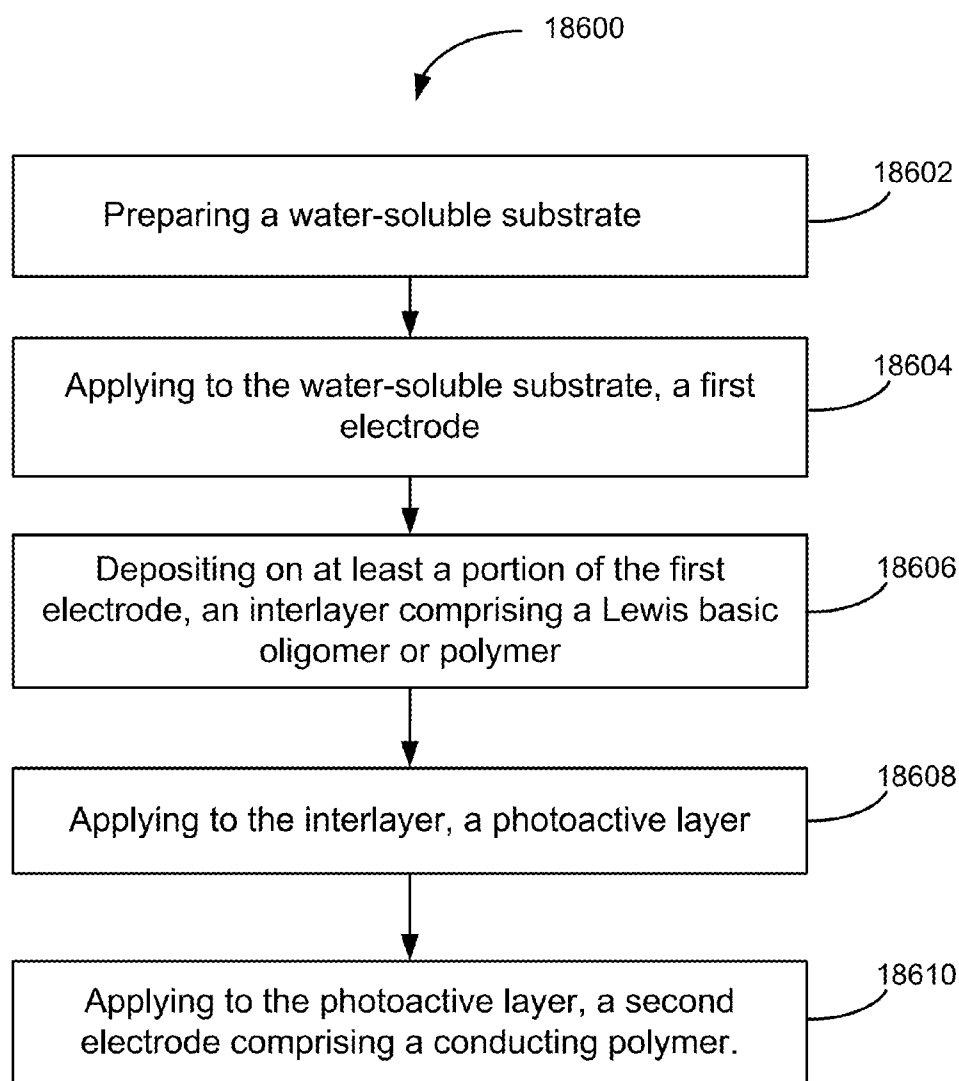 18600
18602
Preparing a water-soluble substrate
18604
Applying to the water-soluble substrate, a first
electrode
18606
Depositing on at least a portion of the first
electrode, an interlayer comprising a Lewis basic
oligomer or polymer
18608
Applying to the interlayer, a photoactive layer
18610
Applying to the photoactive layer, a second
electrode comprising a conducting polymer.